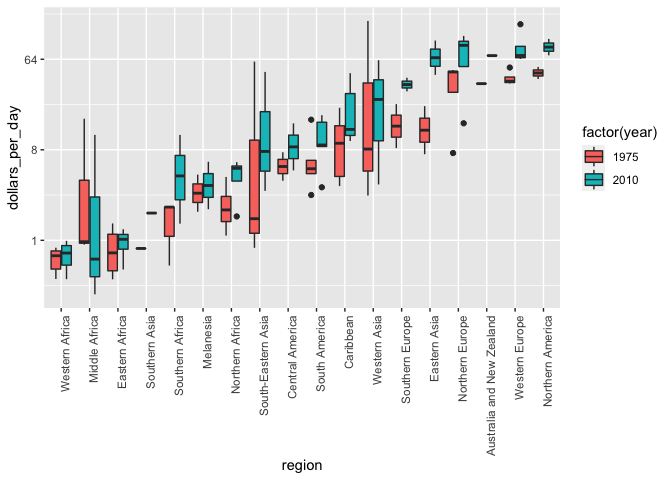 64
8
1
dollars_per_day
Western Africa
Middle Africa
Eastern Africa
Southern Asia
Southern Africa
Melanesia
Northern Africa
South-Eastern Asia
Central America
South America
Caribbean
Western Asia
Southern Europe
Eastern Asia
Northern Europe
Australia and New Zealand
Western Europe
Northern America
region
factor(year)
1975
2010